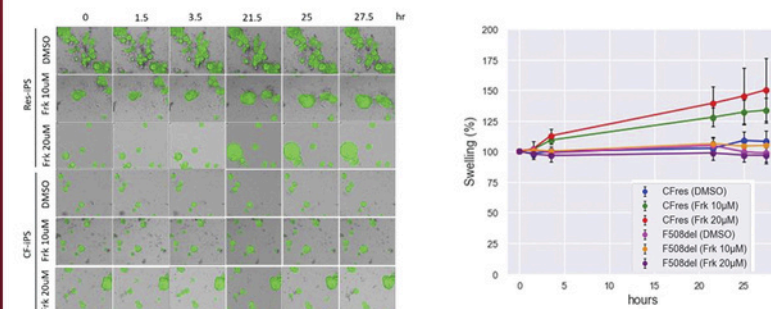 0 1.5 3.5 21.5 25 27.5 hr
Res-iPS
DMSO
Frk 10uM
Frk 20uM
CF-iPS
DMSO
Frk 10uM
Frk 20uM
Swelling (%)
200
175
150
125
100
75
50
25
0
CFres (DMSO)
CFres (Frk 10μM)
CFres (Frk 20μM)
F508del (DMSO)
F508del (Frk 10μM)
F508del (Frk 20μM)
0 5 10 15 20 25
hours